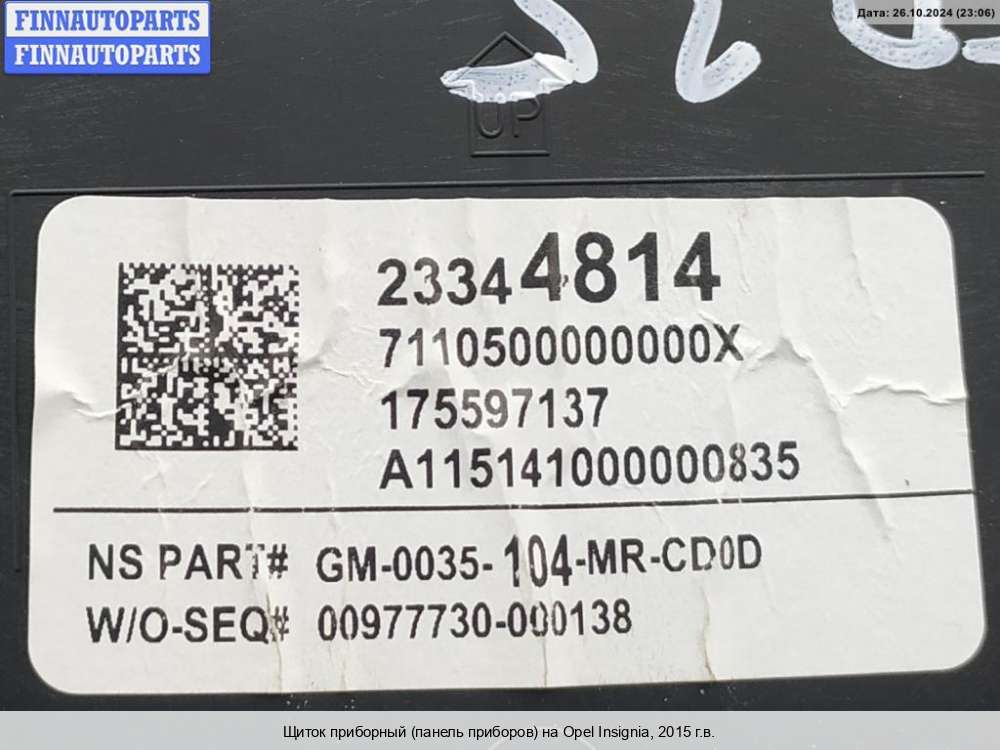 FINNAUTOPARTS
FINNAUTOPARTS
Дата: 26.10.2024 (23:06)
UP
23344814
7110500000000X
175597137
A115141000000835
NS PART# GM-0035-104-MR-CD0D
W/O-SEQ# 00977730-000138
Щиток приборный (панель приборов) на Opel Insignia, 2015 г.в.